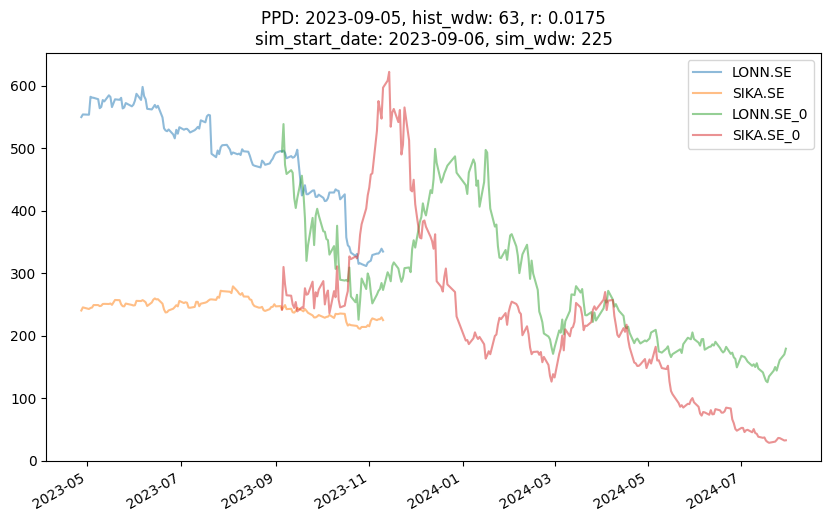 PPD: 2023-09-05, hist_wdw: 63, r: 0.0175
sim_start_date: 2023-09-06, sim_wdw: 225
LONN.SE
SIKA.SE
LONN.SE_0
SIKA.SE_0
600
500
400
300
200
100
0
2023-05
2023-07
2023-09
2023-11
2024-01
2024-03
2024-05
2024-07